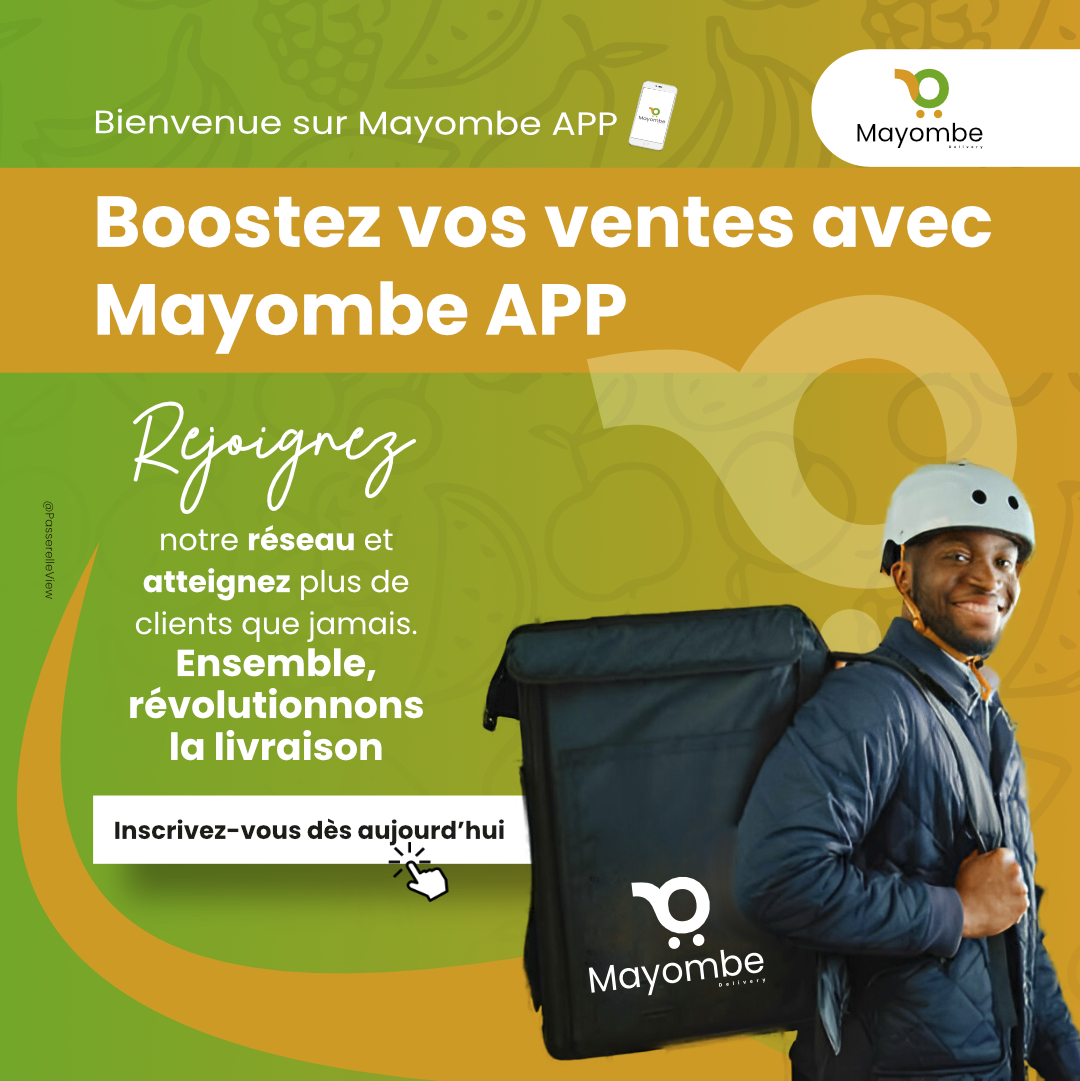 Bienvenue sur Mayombe APP
Mayombe
Mayombe
Delivery
Boostez vos ventes avec
Mayombe APP
Rejoignez
notre réseau et
atteignez plus de
clients que jamais.
Ensemble,
révolutionnons
la livraison
@PasserelleView
Inscrivez-vous dès aujourd’hui
Mayombe
Delivery